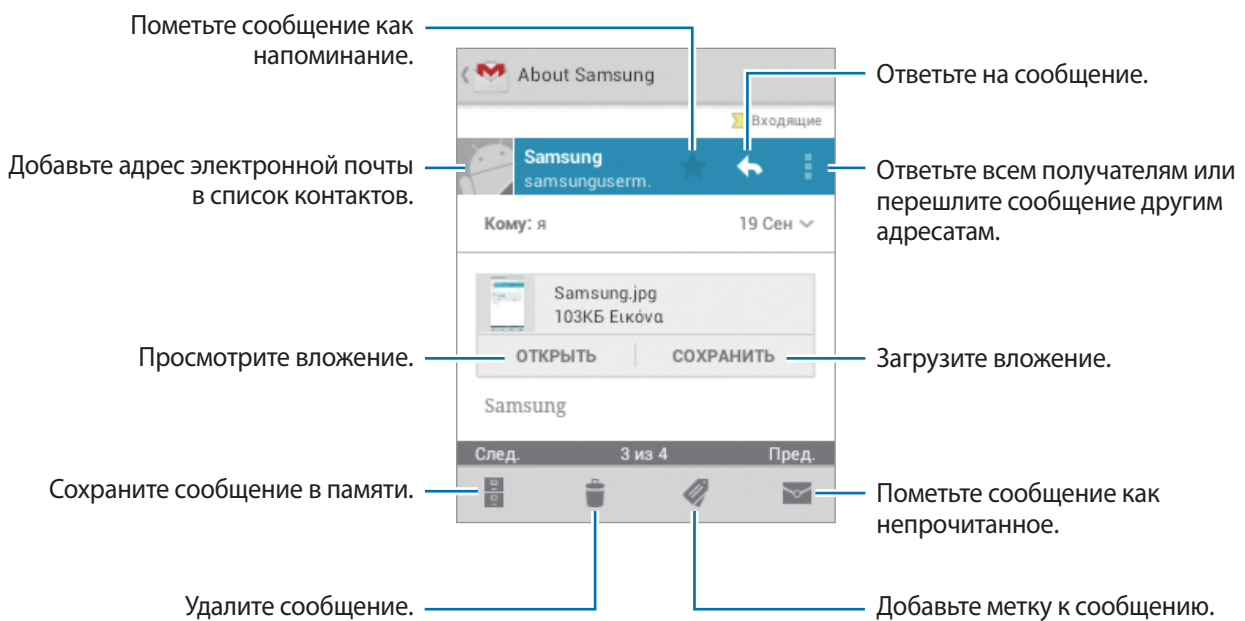 Пометьте сообщение как
напоминание.
About Samsung
Ответьте на сообщение.
Входящие
Добавьте адрес электронной почты
в список контактов.
Samsung
samsunguserm.
Ответьте всем получателям или
перешлите сообщение другим
адресатам.
Кому: я
19 Сен
Samsung.jpg
103КБ Εικόνα
Просмотрите вложение.
ОТКРЫТЬ
СОХРАНИТЬ
Загрузите вложение.
Samsung
След.
3 из 4
Пред.
Сохраните сообщение в памяти.
Пометьте сообщение как
непрочитанное.
Удалите сообщение.
Добавьте метку к сообщению.